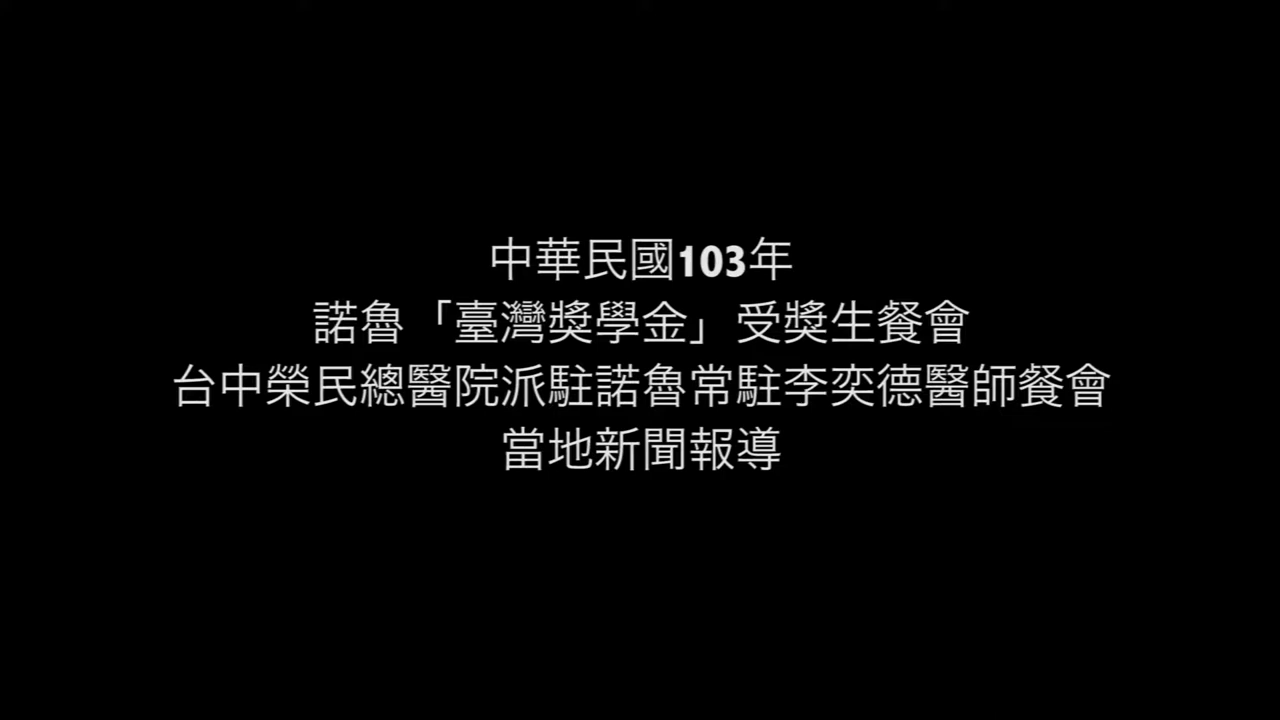 中華民國103年
諾魯「臺灣獎學金」受獎生餐會
台中榮民總醫院派駐諾魯常駐李奕德醫師餐會
當地新聞報導